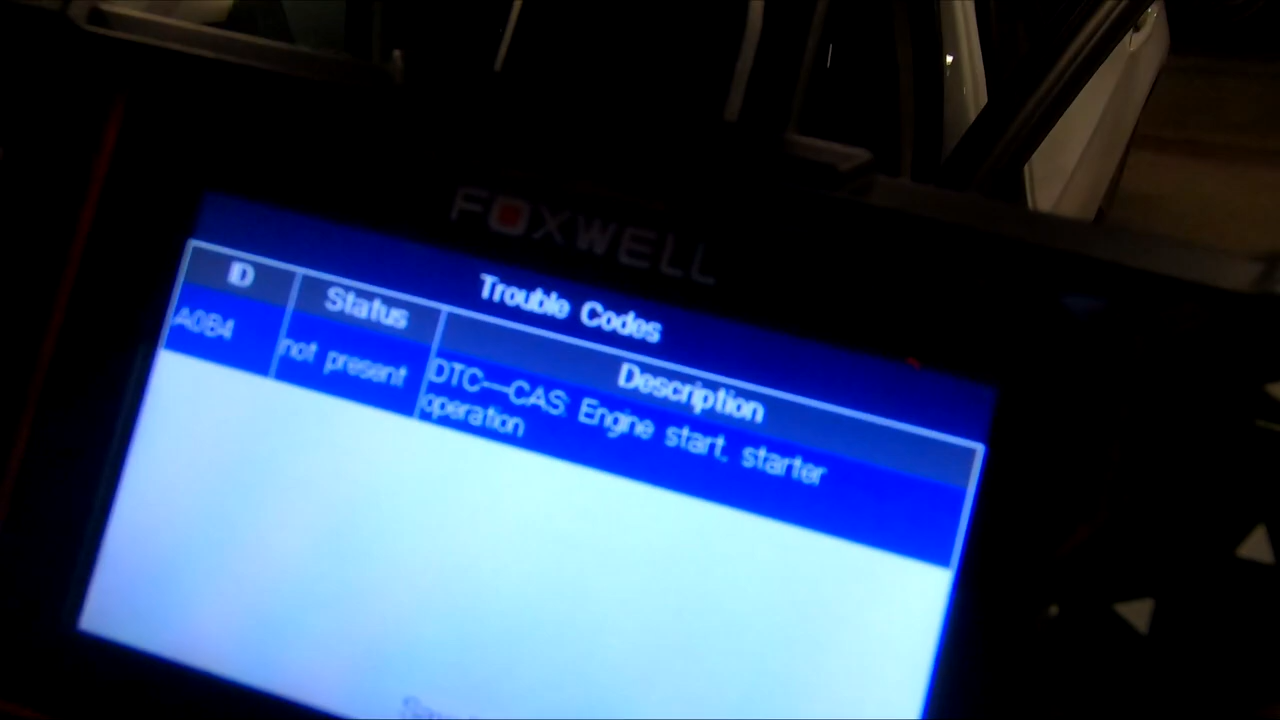 FOXWELL
Trouble Codes
ID Status Description
A0B4 not present DTC—CAS: Engine start, starter
operation